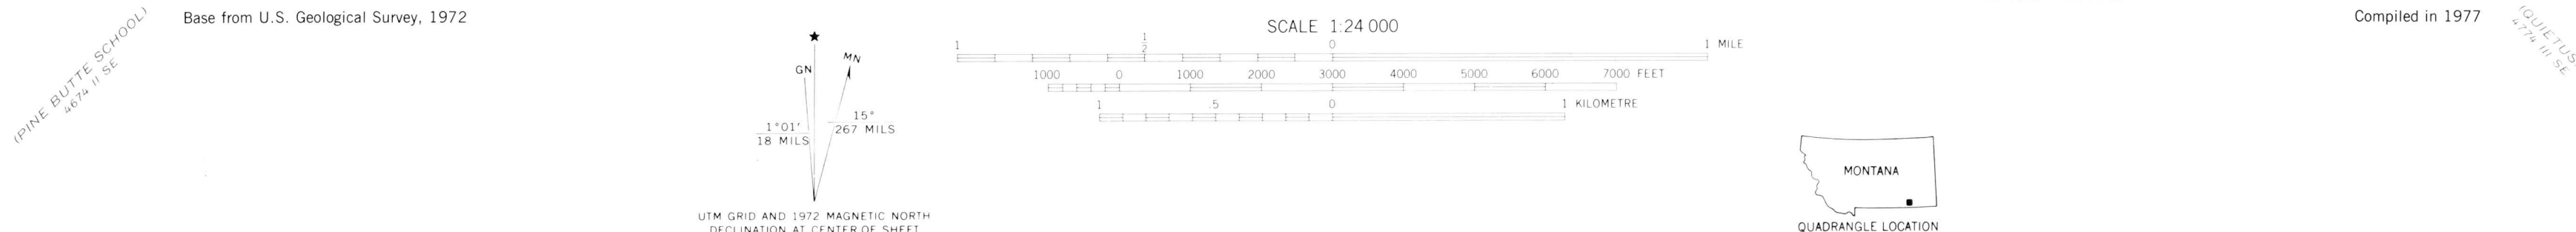 (PINE BUTTE SCHOOL)
4674 II SE
Base from U.S. Geological Survey, 1972
★
GN
MN
1°01′
18 MILS
15°
267 MILS
UTM GRID AND 1972 MAGNETIC NORTH
DECLINATION AT CENTER OF SHEET
SCALE 1:24 000
1 1/2 0 1 MILE
1000 0 1000 2000 3000 4000 5000 6000 7000 FEET
1 .5 0 1 KILOMETRE
MONTANA
QUADRANGLE LOCATION
Compiled in 1977
(QUIETUS
4774 III SE